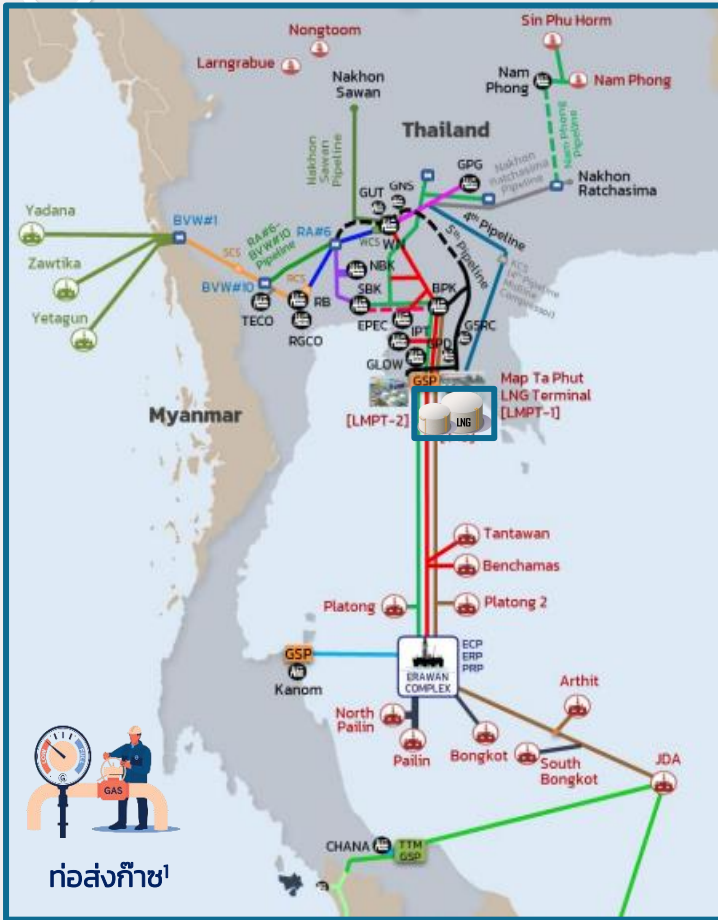 Nongtoom
Larngrabue
Sin Phu Horm
Nam
Phong
Nam Phong
Nakhon
Sawan
Thailand
Nam Phong
Pipeline
Nakhon
Sawan
Pipeline
GPG
Nakhon
Ratchasima
Pipeline
Nakhon
Ratchasima
GUT
GNS
Yadana
BVW#1
RA#6-
BVW#10
Pipeline
RA#6
WCS
WN
4th Pipeline
5th Pipeline
Zawtika
SCS
NBK
KCS
BVW#10
RCS
SBK
BPK
Yetagun
TECO
RB
EPEC
IPT
GSRC
RGCO
GPD
GLOW
GSP
Map Ta Phut
LNG Terminal
[LMPT-1]
[LMPT-2]
LNG
Myanmar
Tantawan
Benchamas
Platong
Platong 2
GSP
Kanom
ERAWAN
COMPLEX
ECP
ERP
PRP
Arthit
North
Pailin
Pailin
Bongkot
South
Bongkot
JDA
GAS
CHANA
TTM
GSP
ท่อส่งก๊าซ¹